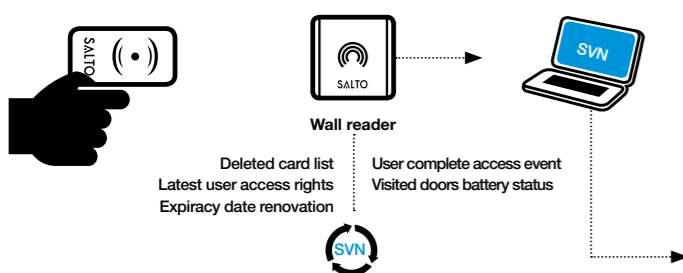 SALTO
SALTO
SVN
Wall reader
Deleted card list
Latest user access rights
Expiracy date renovation
User complete access event
Visited doors battery status
SVN